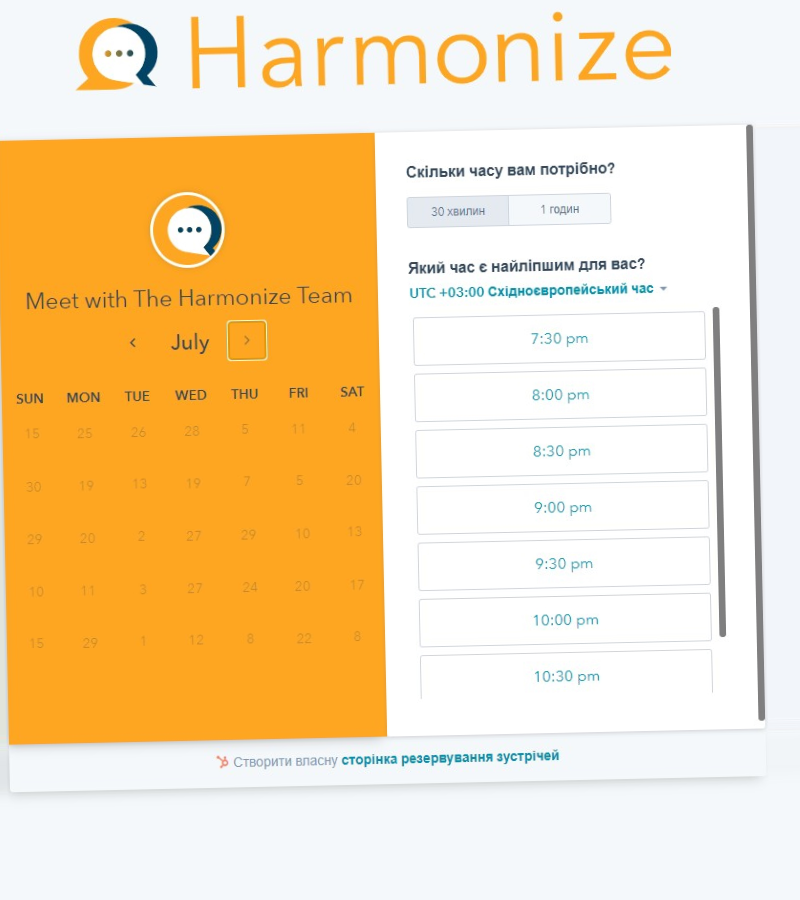 Harmonize
Meet with The Harmonize Team
July
SUN MON TUE WED THU FRI SAT
15 25 26 28 5 11 4
30 19 13 19 7 5 20
29 20 2 27 29 10 13
10 11 3 27 24 20 17
15 29 1 12 8 22 8
Скільки часу вам потрібно?
30 хвилин 1 годин
Який час є найліпшим для вас?
UTC +03:00 Східноєвропейський час
7:30 pm
8:00 pm
8:30 pm
9:00 pm
9:30 pm
10:00 pm
10:30 pm
Створити власну сторінка резервування зустрічей